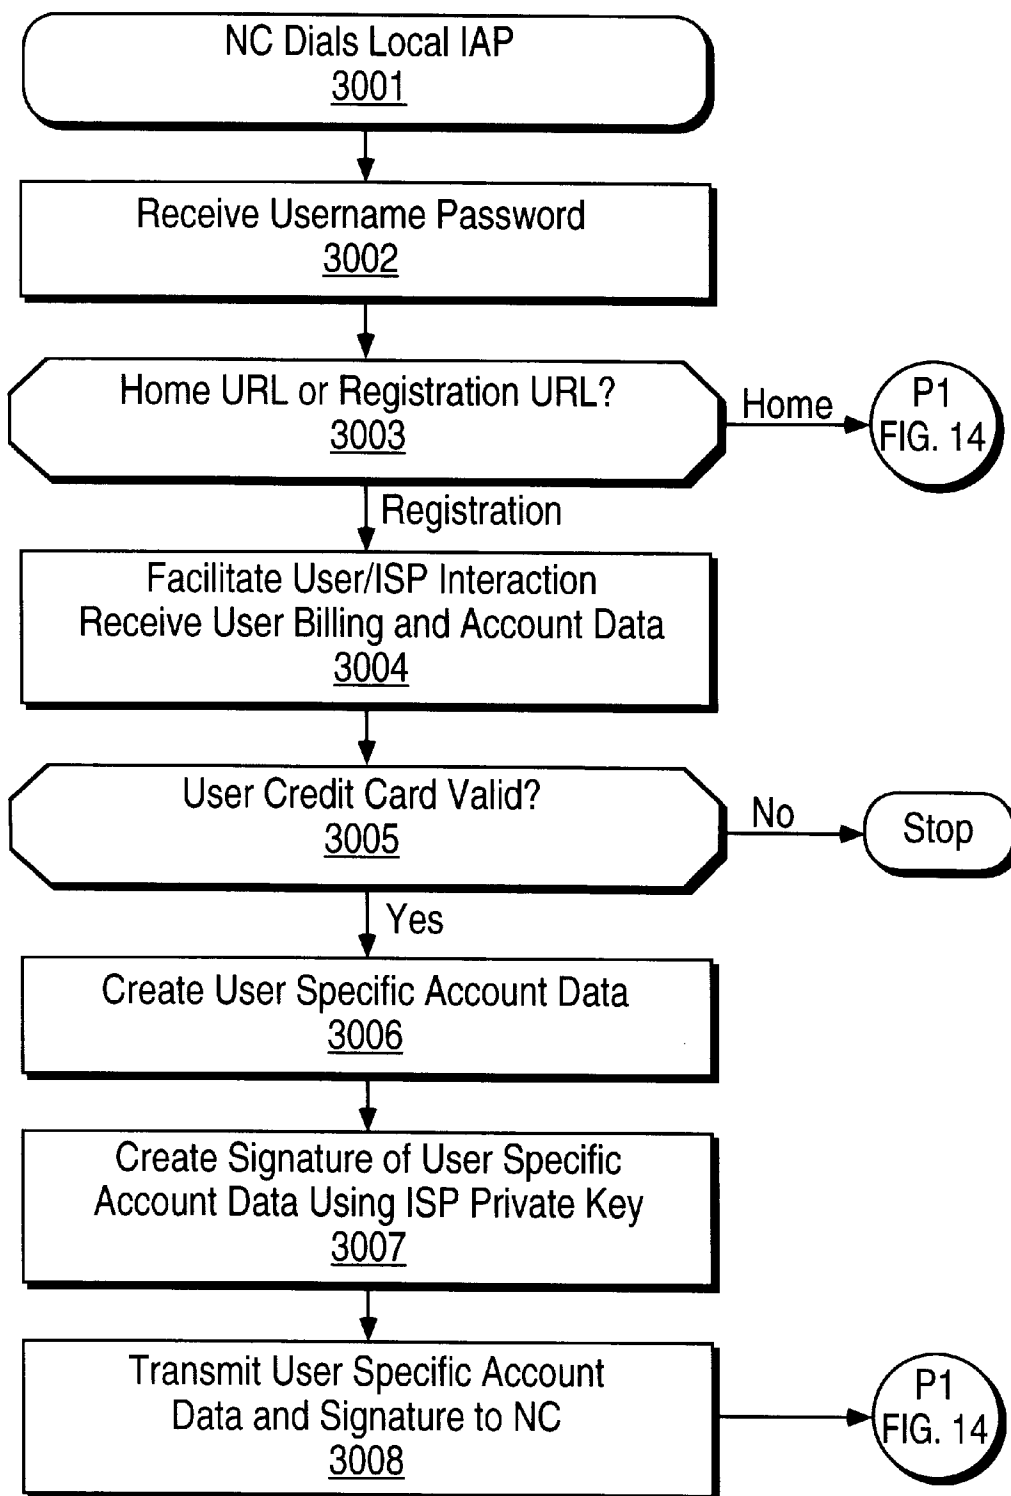 NC Dials Local IAP
3001
Receive Username Password
3002
Home URL or Registration URL?
3003
Home
P1
FIG. 14
Registration
Facilitate User/ISP Interaction
Receive User Billing and Account Data
3004
User Credit Card Valid?
3005
No
Stop
Yes
Create User Specific Account Data
3006
Create Signature of User Specific
Account Data Using ISP Private Key
3007
Transmit User Specific Account
Data and Signature to NC
3008
P1
FIG. 14